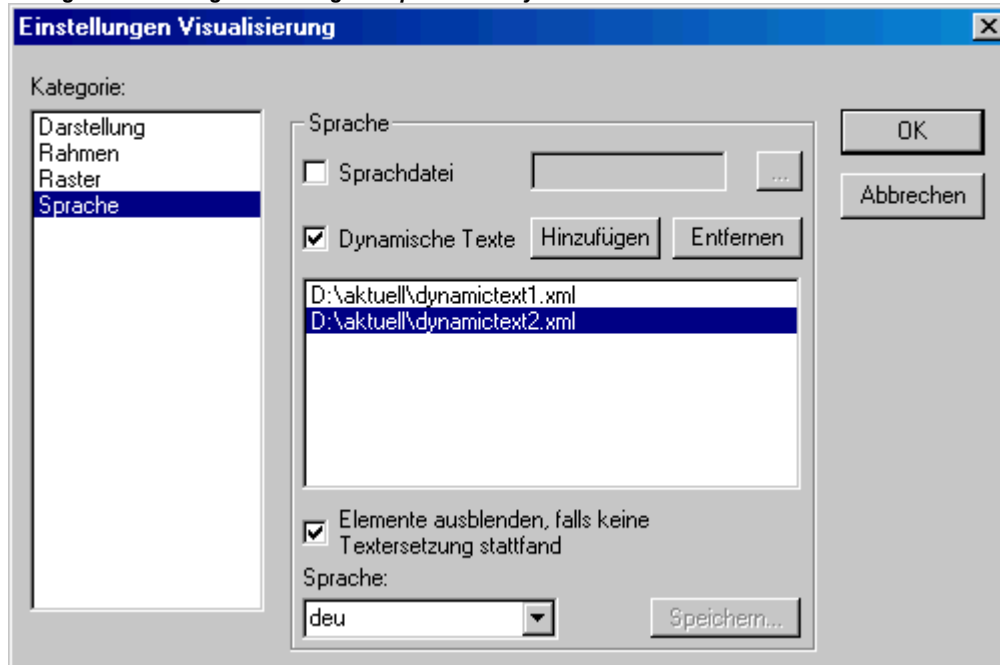 Einstellungen Visualisierung
Kategorie:
Darstellung
Rahmen
Raster
Sprache
Sprache
Sprachdatei
...
Dynamische Texte
Hinzufügen
Entfernen
D:\aktuell\dynamictext1.xml
D:\aktuell\dynamictext2.xml
Elemente ausblenden, falls keine
Textersetzung stattfand
Sprache:
deu
Speichern...
OK
Abbrechen